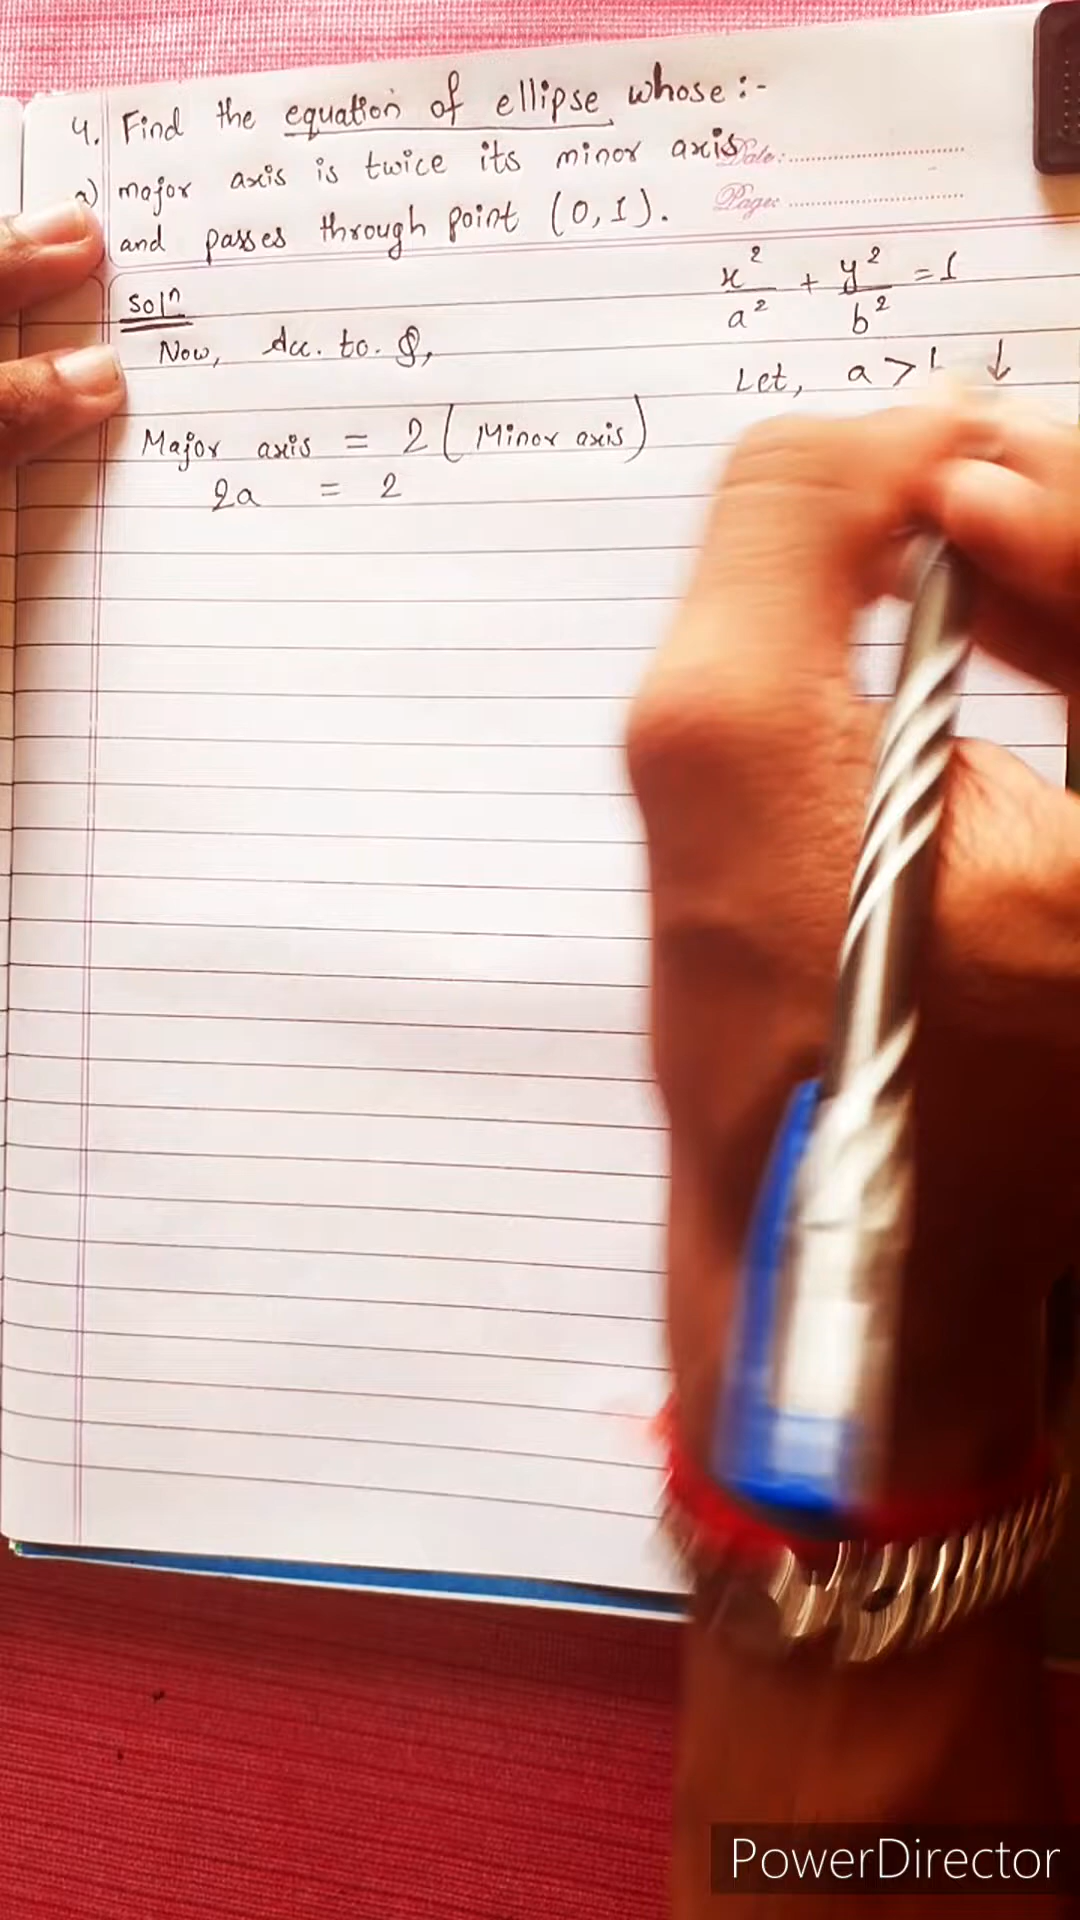 4. Find the equation of ellipse whose :-
a) major axis is twice its minor axis
and passes through point (0,1).
Date:
Page:
Solⁿ
x²/a² + y²/b² = 1
Now, Acc. to. Q,
Let, a > b ↓
Major axis = 2 (Minor axis)
2a = 2
PowerDirector